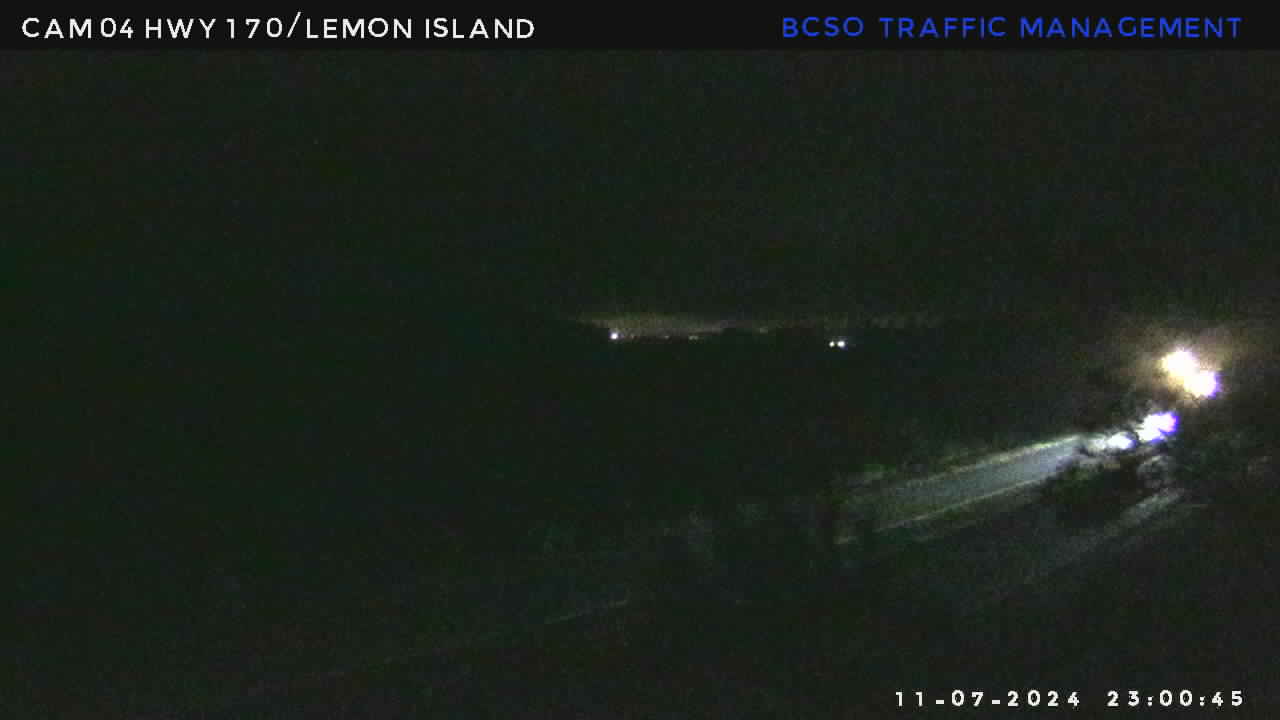 CAM04 HWY 170/LEMON ISLAND
BCSO TRAFFIC MANAGEMENT
11-07-2024 23:00:45